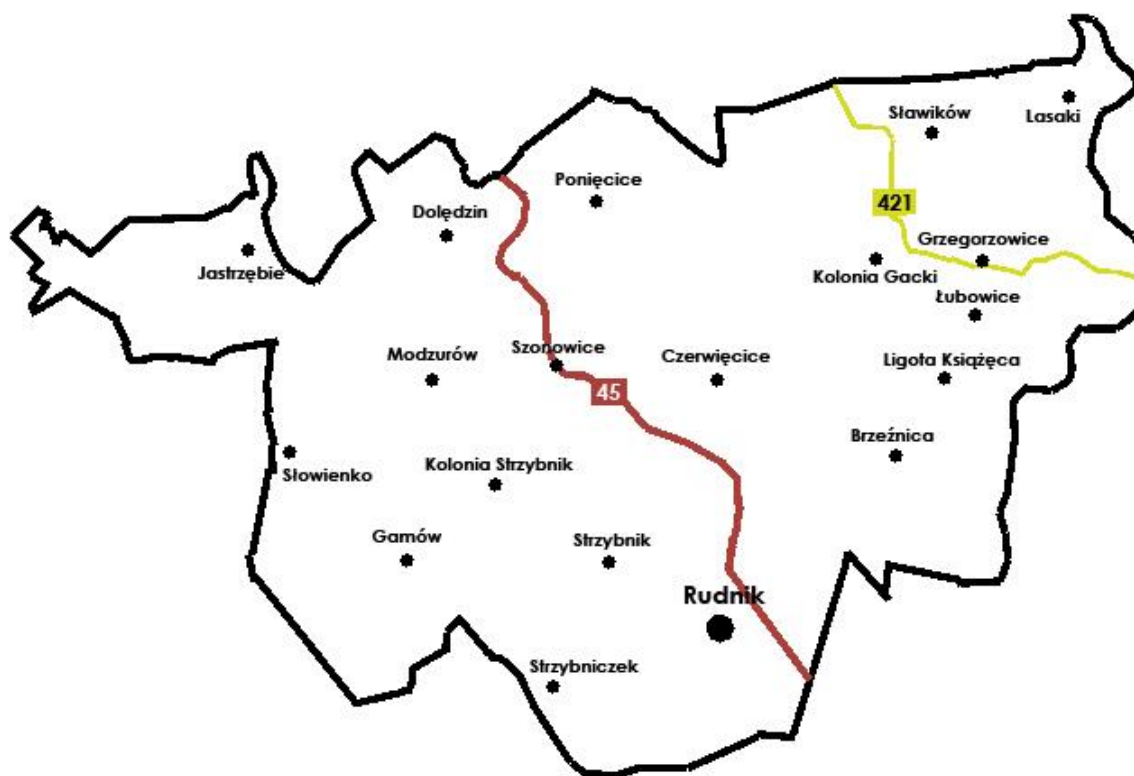 Sławików
Lasaki
Ponięcice
421
Dolędzin
Grzegorzowice
Jastrzębie
Kolonia Gacki
Łubowice
Modzurów
Szonowice
Czerwięcice
Ligota Książęca
45
Brzeźnica
Słowienko
Kolonia Strzybnik
Gamów
Strzybnik
Rudnik
Strzybniczek